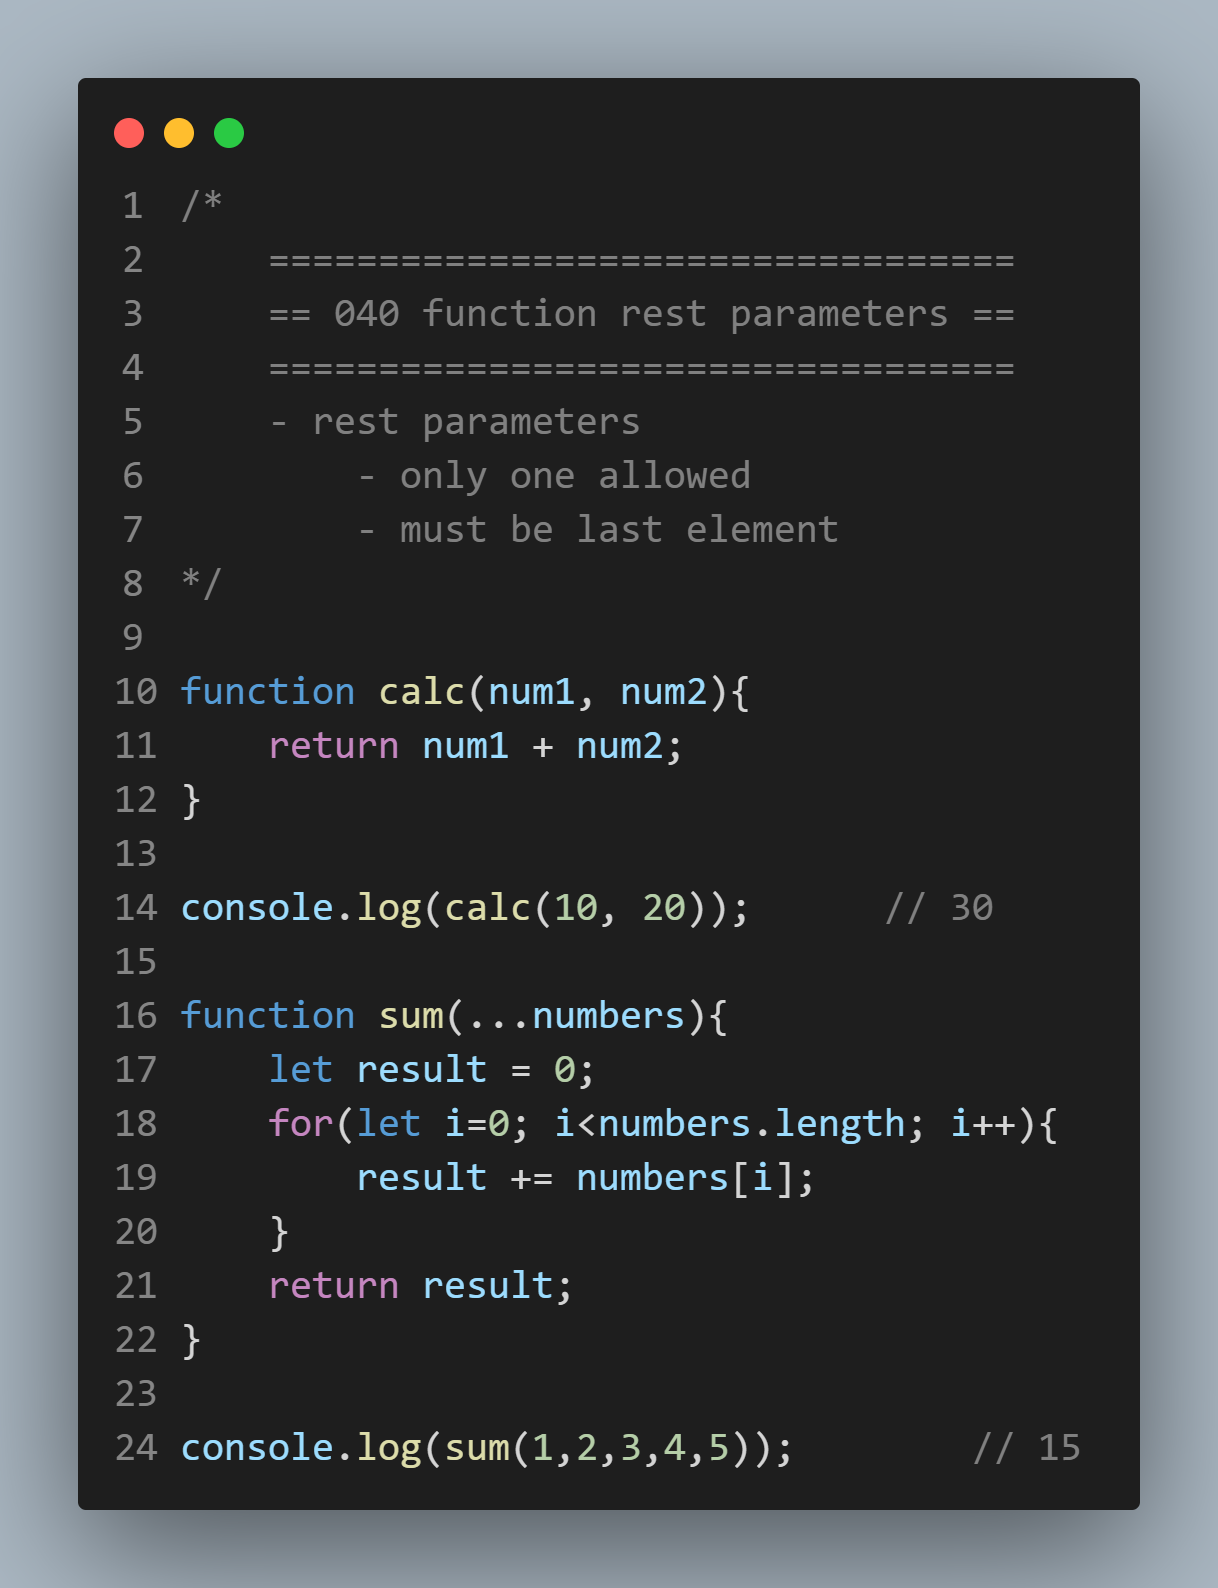 1 /*
2     ==================================
3     == 040 function rest parameters ==
4     ==================================
5     - rest parameters
6         - only one allowed
7         - must be last element
8 */
9
10 function calc(num1, num2){
11     return num1 + num2;
12 }
13
14 console.log(calc(10, 20));      // 30
15
16 function sum(...numbers){
17     let result = 0;
18     for(let i=0; i<numbers.length; i++){
19         result += numbers[i];
20     }
21     return result;
22 }
23
24 console.log(sum(1,2,3,4,5));        // 15